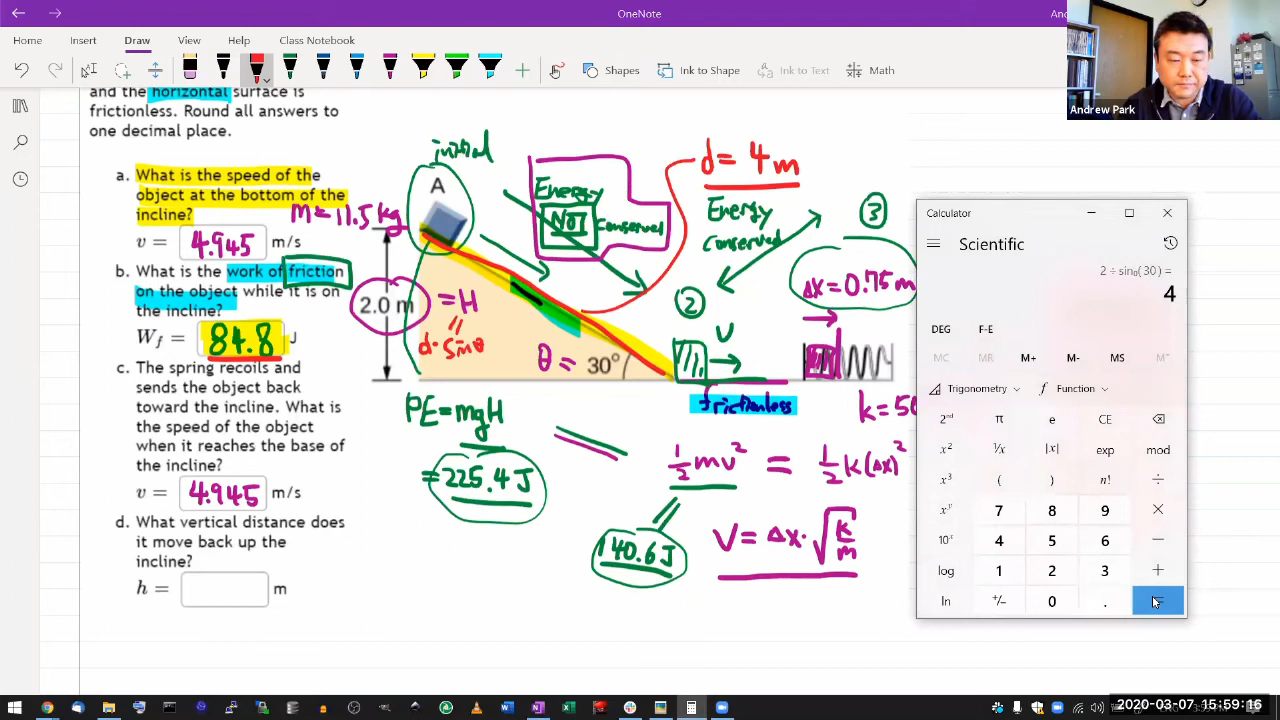 OneNote
Home Insert Draw View Help Class Notebook
Shapes Ink to Shape Ink to Text Math
Andrew Park
and the horizontal surface is
frictionless. Round all answers to
one decimal place.
a. What is the speed of the
object at the bottom of the
incline?
v = 4.945 m/s
b. What is the work of friction
on the object while it is on
the incline?
Wf = 84.8 J
c. The spring recoils and
sends the object back
toward the incline. What is
the speed of the object
when it reaches the base of
the incline?
v = 4.945 m/s
d. What vertical distance does
it move back up the
incline?
h = m
initial
A
M = 11.5 kg
2.0 m = H
d. sinθ
θ = 30°
Energy
NOT conserved
d = 4 m
Energy
conserved
③
Δx = 0.75 m
②
v
frictionless
k = 50
PE = mgH
= 225.4 J
½mv² = ½k(Δx)²
140.6 J
V = Δx · √k/m
Calculator
Scientific
2 ÷ sin₀(30) =
4
DEG F-E
MC MR M+ M- MS M˅
Trigonometry Function
2ⁿᵈ π e CE
x² ¹/x |x| exp mod
x³ ( ) n! ÷
xʸ 7 8 9 ×
10ˣ 4 5 6 −
log 1 2 3 +
ln +/− 0 . =
2020-03-07 15:59:16